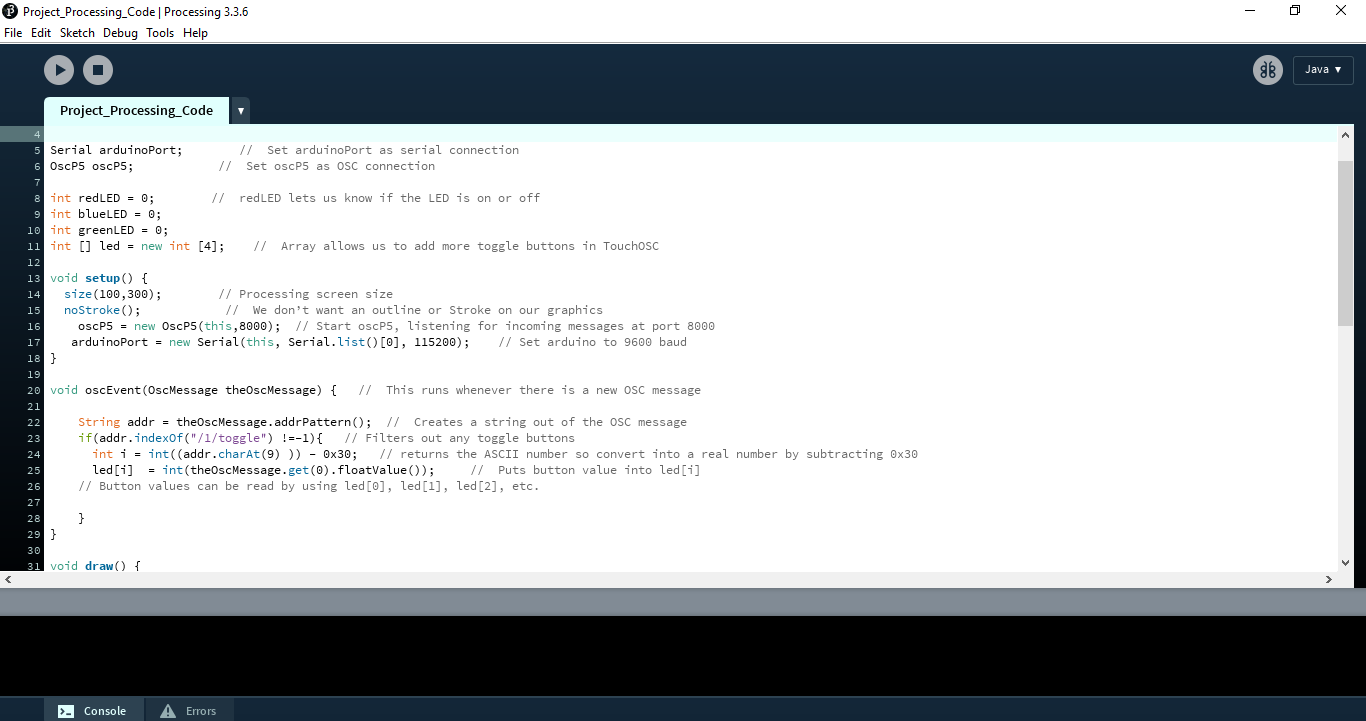 Project_Processing_Code | Processing 3.3.6
File Edit Sketch Debug Tools Help
Java ▼
Project_Processing_Code ▼
4
5 Serial arduinoPort;        //  Set arduinoPort as serial connection
6 OscP5 oscP5;            //  Set oscP5 as OSC connection
7
8 int redLED = 0;        //  redLED lets us know if the LED is on or off
9 int blueLED = 0;
10 int greenLED = 0;
11 int [] led = new int [4];    //  Array allows us to add more toggle buttons in TouchOSC
12
13 void setup() {
14   size(100,300);        // Processing screen size
15   noStroke();            //  We don’t want an outline or Stroke on our graphics
16     oscP5 = new OscP5(this,8000);  // Start oscP5, listening for incoming messages at port 8000
17    arduinoPort = new Serial(this, Serial.list()[0], 115200);    // Set arduino to 9600 baud
18 }
19
20 void oscEvent(OscMessage theOscMessage) {   //  This runs whenever there is a new OSC message
21
22     String addr = theOscMessage.addrPattern();  //  Creates a string out of the OSC message
23     if(addr.indexOf("/1/toggle") !=-1){   // Filters out any toggle buttons
24       int i = int((addr.charAt(9) )) - 0x30;   // returns the ASCII number so convert into a real number by subtracting 0x30
25       led[i]  = int(theOscMessage.get(0).floatValue());     //  Puts button value into led[i]
26     // Button values can be read by using led[0], led[1], led[2], etc.
27
28     }
29 }
30
31 void draw() {
Console Errors